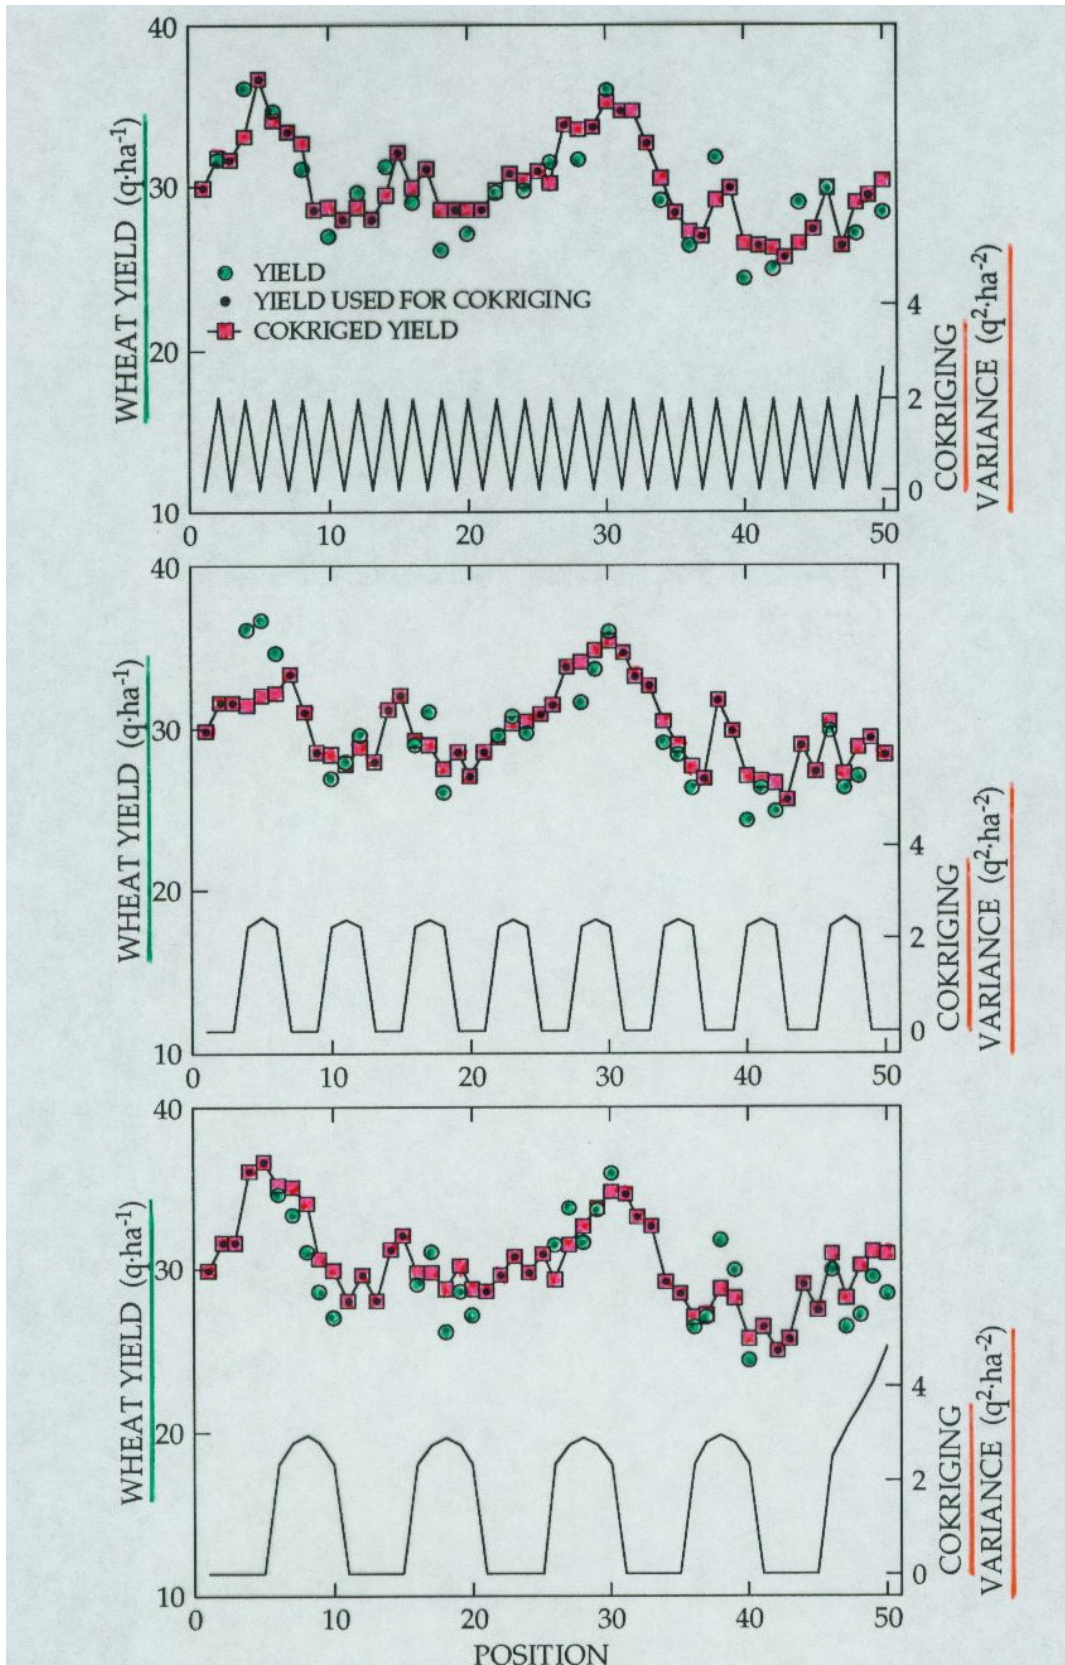 40
30
20
10
WHEAT YIELD (q·ha⁻¹)
YIELD
YIELD USED FOR COKRIGING
COKRIGED YIELD
4
2
0
COKRIGING
VARIANCE (q²·ha⁻²)
0 10 20 30 40 50
40
30
20
10
WHEAT YIELD (q·ha⁻¹)
4
2
0
COKRIGING
VARIANCE (q²·ha⁻²)
0 10 20 30 40 50
40
30
20
10
WHEAT YIELD (q·ha⁻¹)
4
2
0
COKRIGING
VARIANCE (q²·ha⁻²)
0 10 20 30 40 50
POSITION